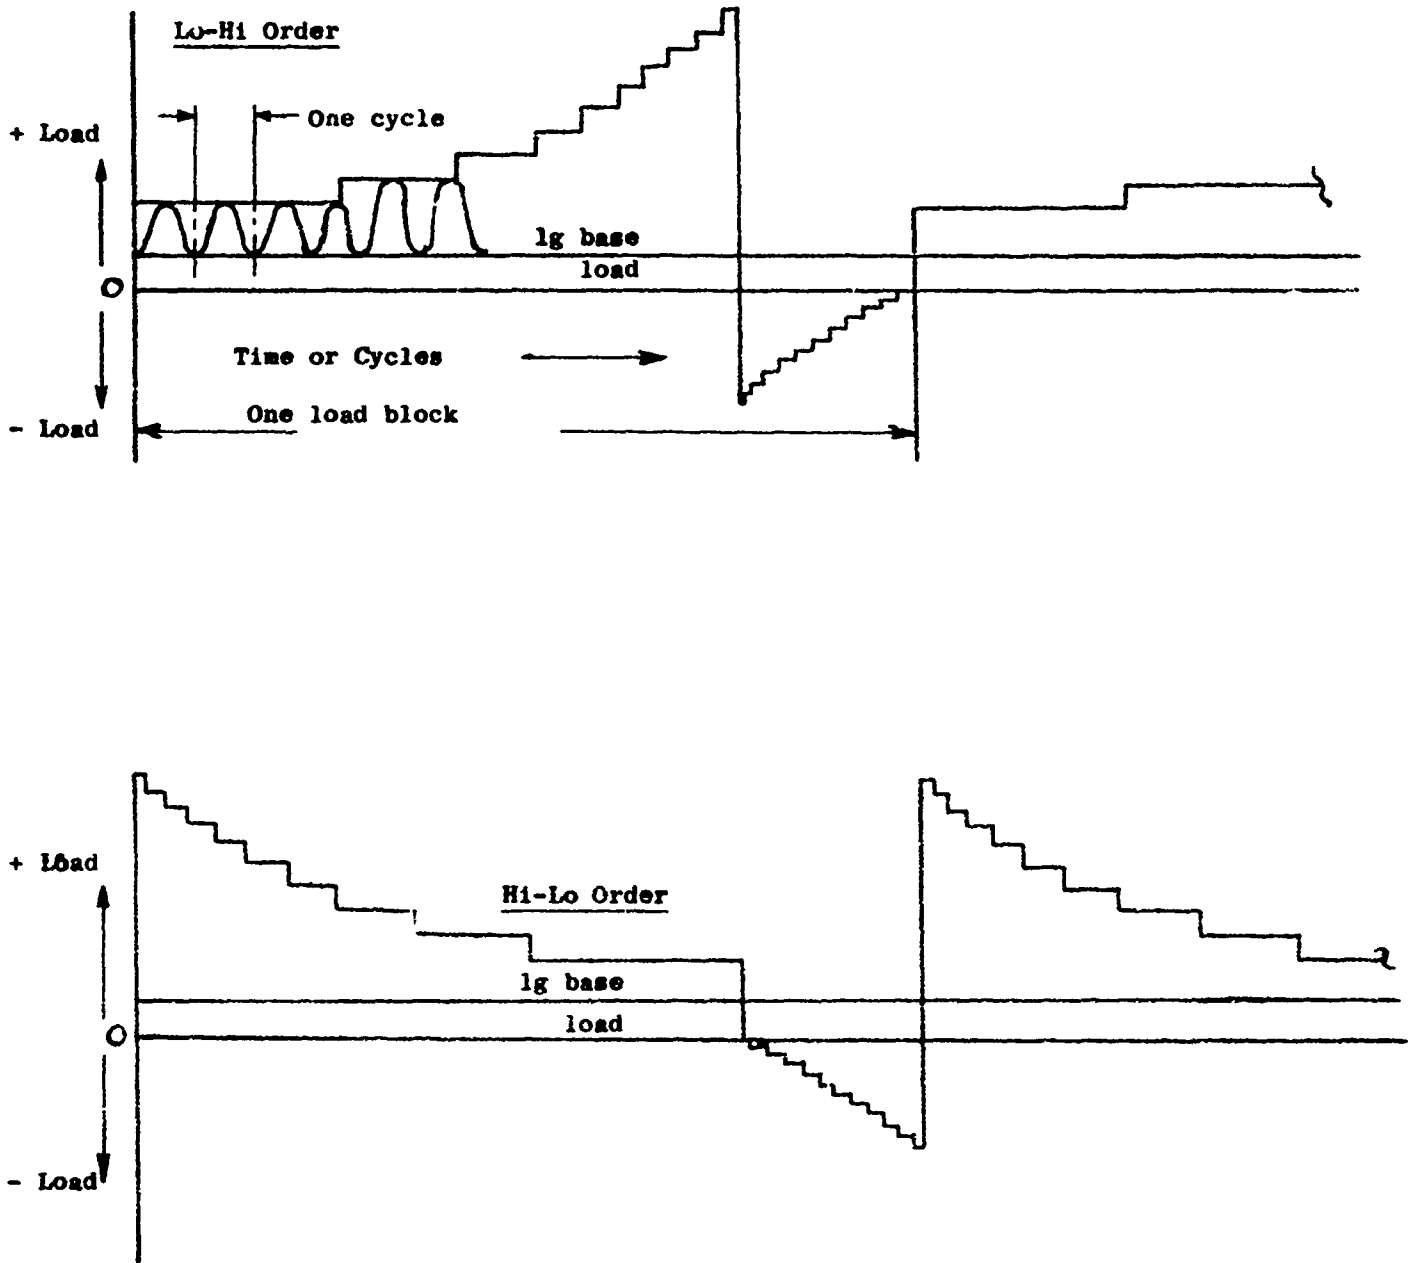 Lo-Hi Order
One cycle
+ Load
1g base
load
O
Time or Cycles
One load block
- Load
+ Load
Hi-Lo Order
1g base
load
O
- Load